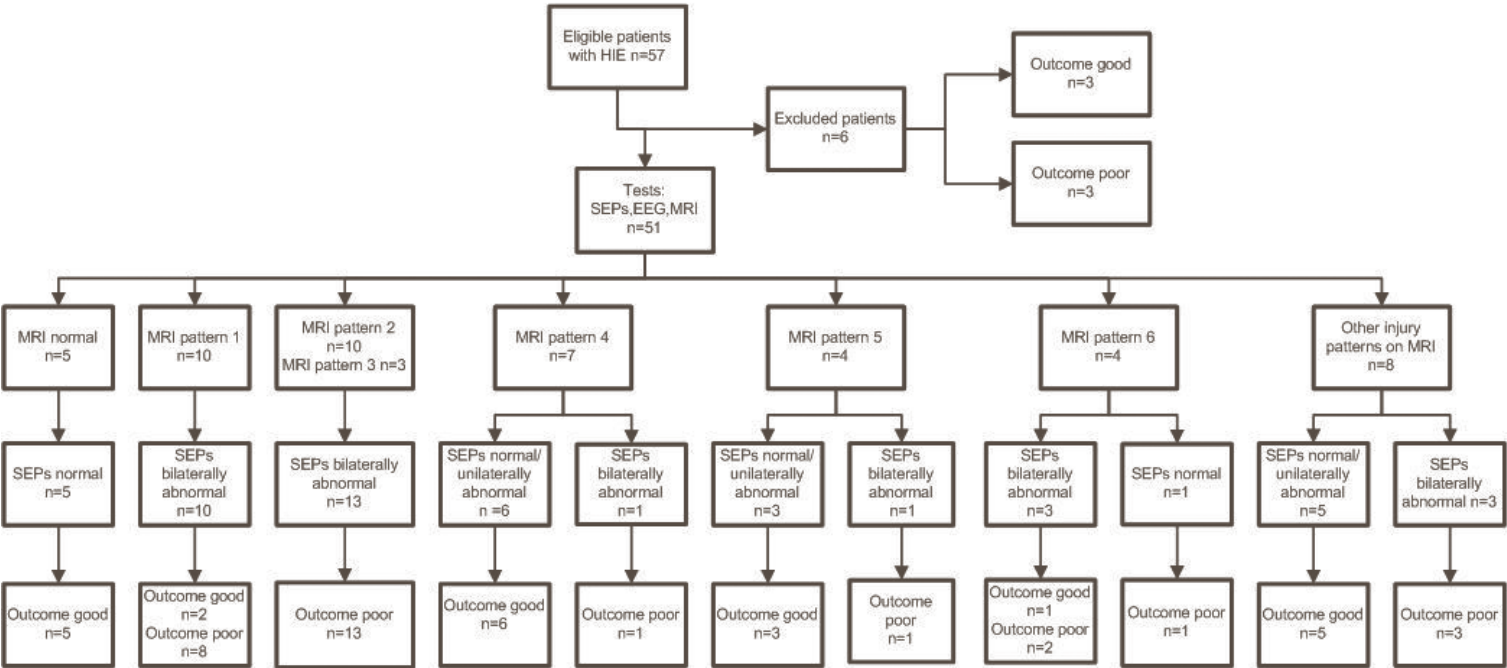 Eligible patients
with HIE n=57
Outcome good
n=3
Excluded patients
n=6
Outcome poor
n=3
Tests:
SEPs,EEG,MRI
n=51
MRI normal
n=5
MRI pattern 1
n=10
MRI pattern 2
n=10
MRI pattern 3 n=3
MRI pattern 4
n=7
MRI pattern 5
n=4
MRI pattern 6
n=4
Other injury
patterns on MRI
n=8
SEPs normal
n=5
SEPs
bilaterally
abnormal
n=10
SEPs bilaterally
abnormal
n=13
SEPs normal/
unilaterally
abnormal
n =6
SEPs
bilaterally
abnormal
n=1
SEPs normal/
unilaterally
abnormal
n=3
SEPs
bilaterally
abnormal
n=1
SEPs
bilaterally
abnormal
n=3
SEPs normal
n=1
SEPs normal/
unilaterally
abnormal
n=5
SEPs
bilaterally
abnormal n=3
Outcome good
n=5
Outcome good
n=2
Outcome poor
n=8
Outcome poor
n=13
Outcome good
n=6
Outcome poor
n=1
Outcome good
n=3
Outcome
poor
n=1
Outcome good
n=1
Outcome poor
n=2
Outcome poor
n=1
Outcome good
n=5
Outcome poor
n=3